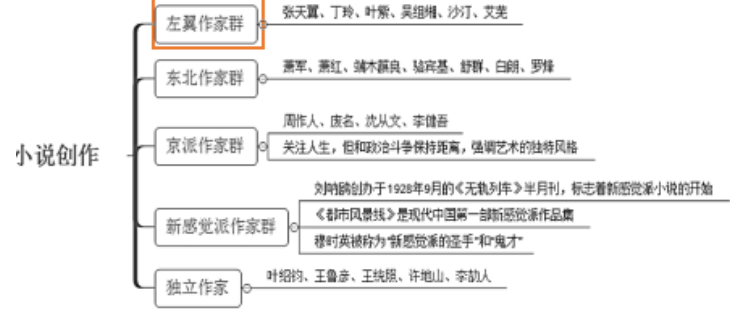 小说创作
左翼作家群
张天翼、丁玲、叶紫、吴组缃、沙汀、艾芜
东北作家群
萧军、萧红、端木蕻良、骆宾基、舒群、白朗、罗烽
京派作家群
周作人、废名、沈从文、李健吾
关注人生，但和政治斗争保持距离，强调艺术的独特风格
新感觉派作家群
刘呐鸥创办于1928年9月的《无轨列车》半月刊，标志着新感觉派小说的开始
《都市风景线》是现代中国第一部新感觉派作品集
穆时英被称为“新感觉派的圣手”和“鬼才”
独立作家
叶绍钧、王鲁彦、王统照、许地山、李劼人